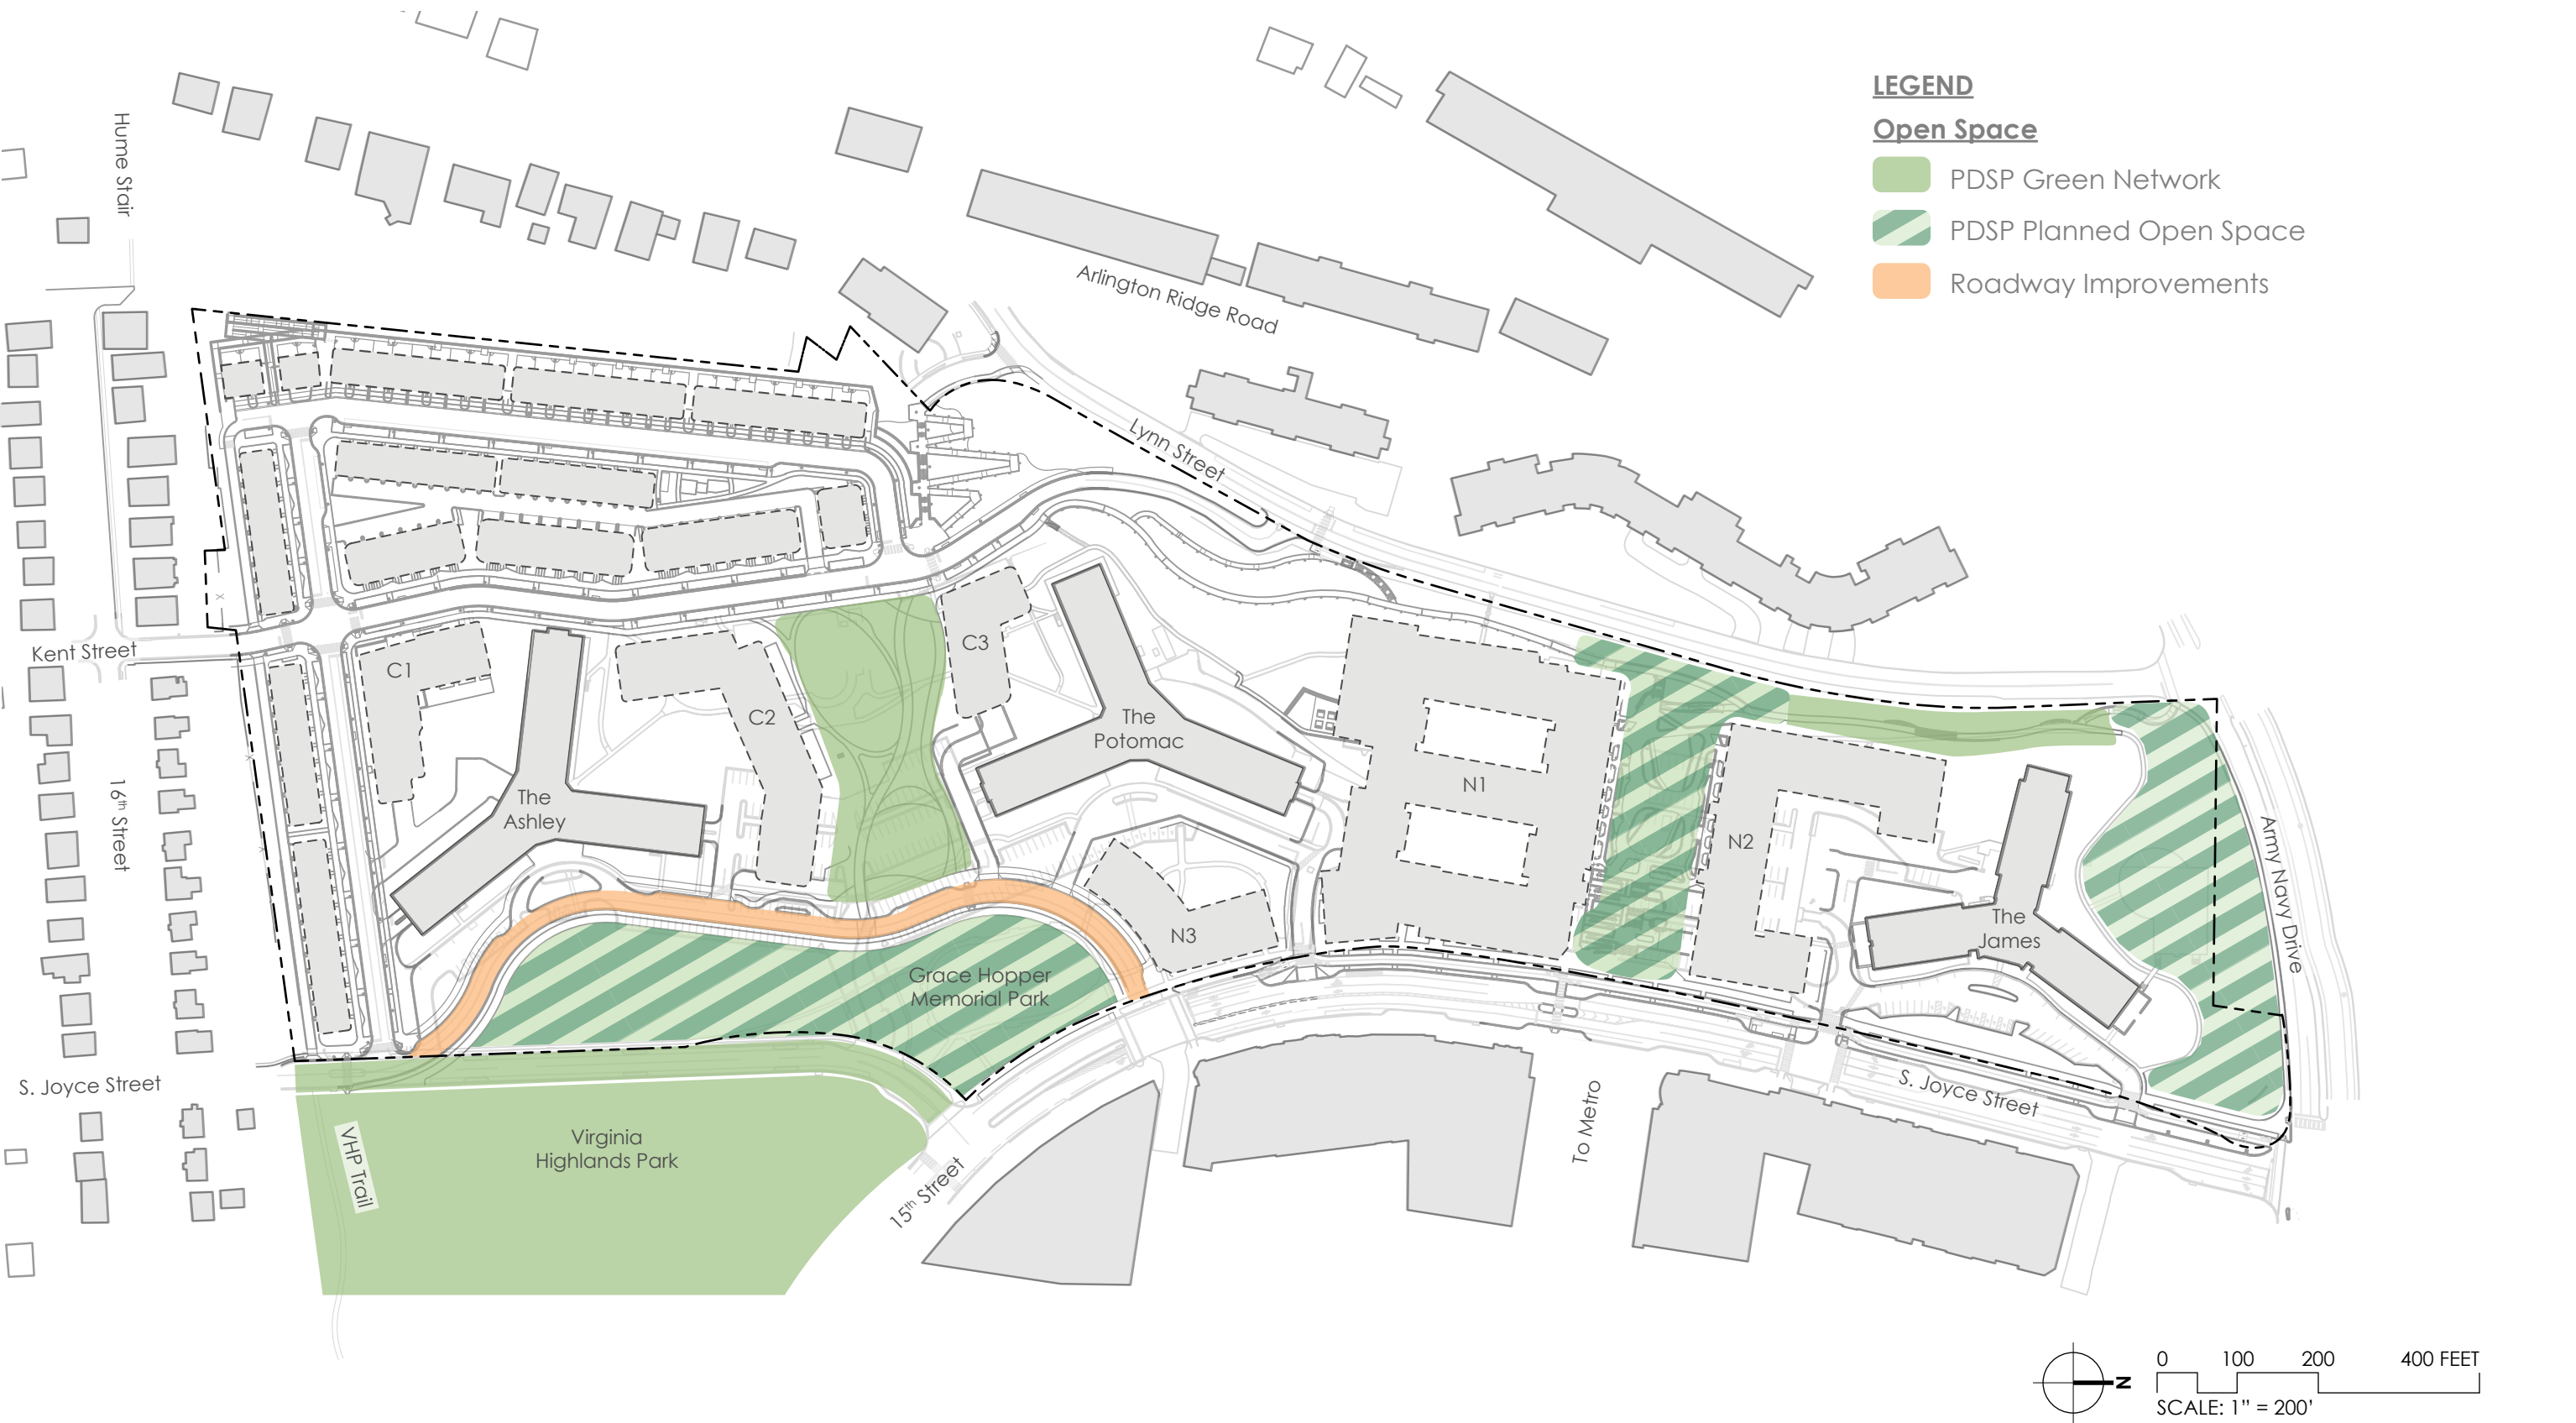 LEGEND
Open Space
PDSP Green Network
PDSP Planned Open Space
Roadway Improvements
Hume Stair
Arlington Ridge Road
Lynn Street
Kent Street
16th Street
C1
C2
C3
The
Ashley
The
Potomac
N1
N2
N3
The
James
Army Navy Drive
Grace Hopper
Memorial Park
S. Joyce Street
S. Joyce Street
VHP Trail
Virginia
Highlands Park
15th Street
To Metro
N
0 100 200 400 FEET
SCALE: 1" = 200'